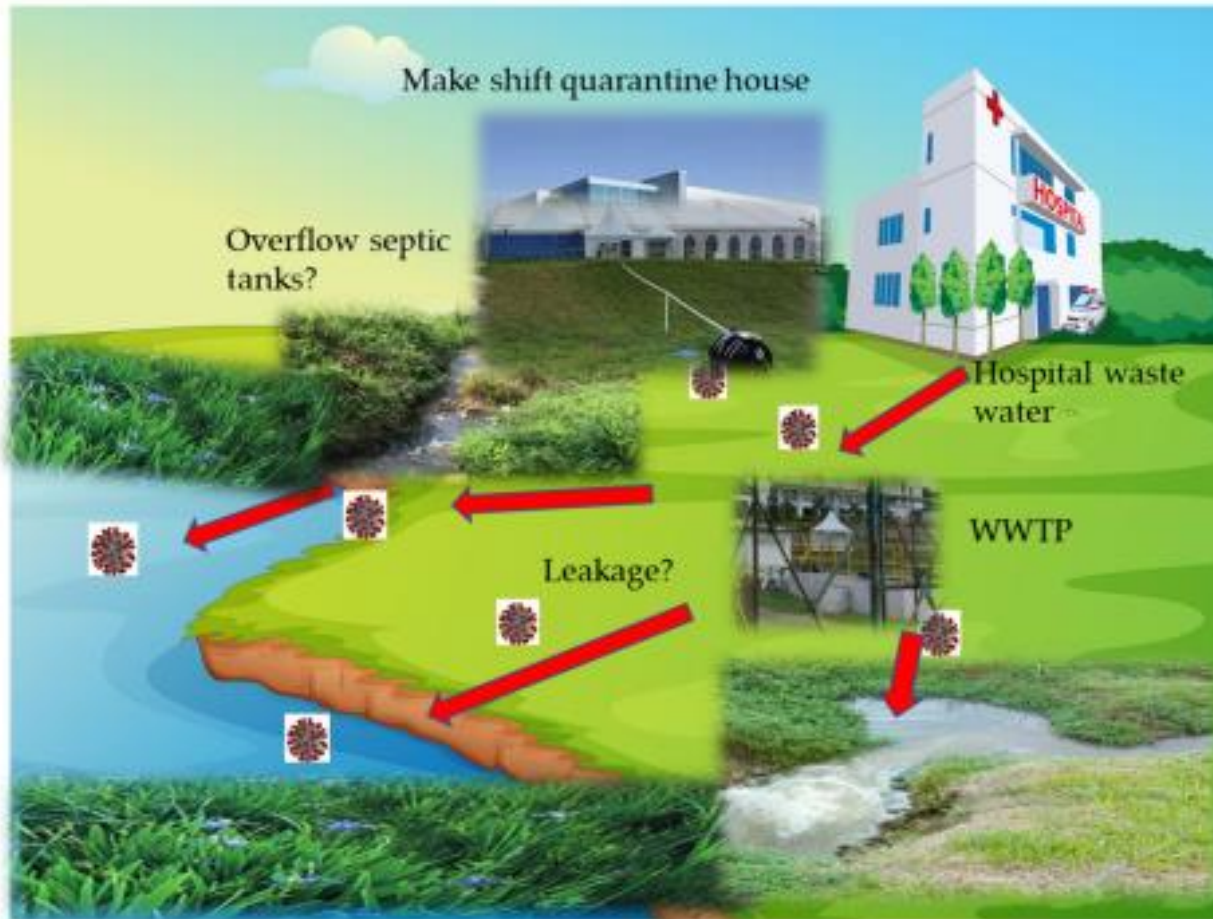 Make shift quarantine house
HOSPITAL
Overflow septic
tanks?
Hospital waste
water
WWTP
Leakage?